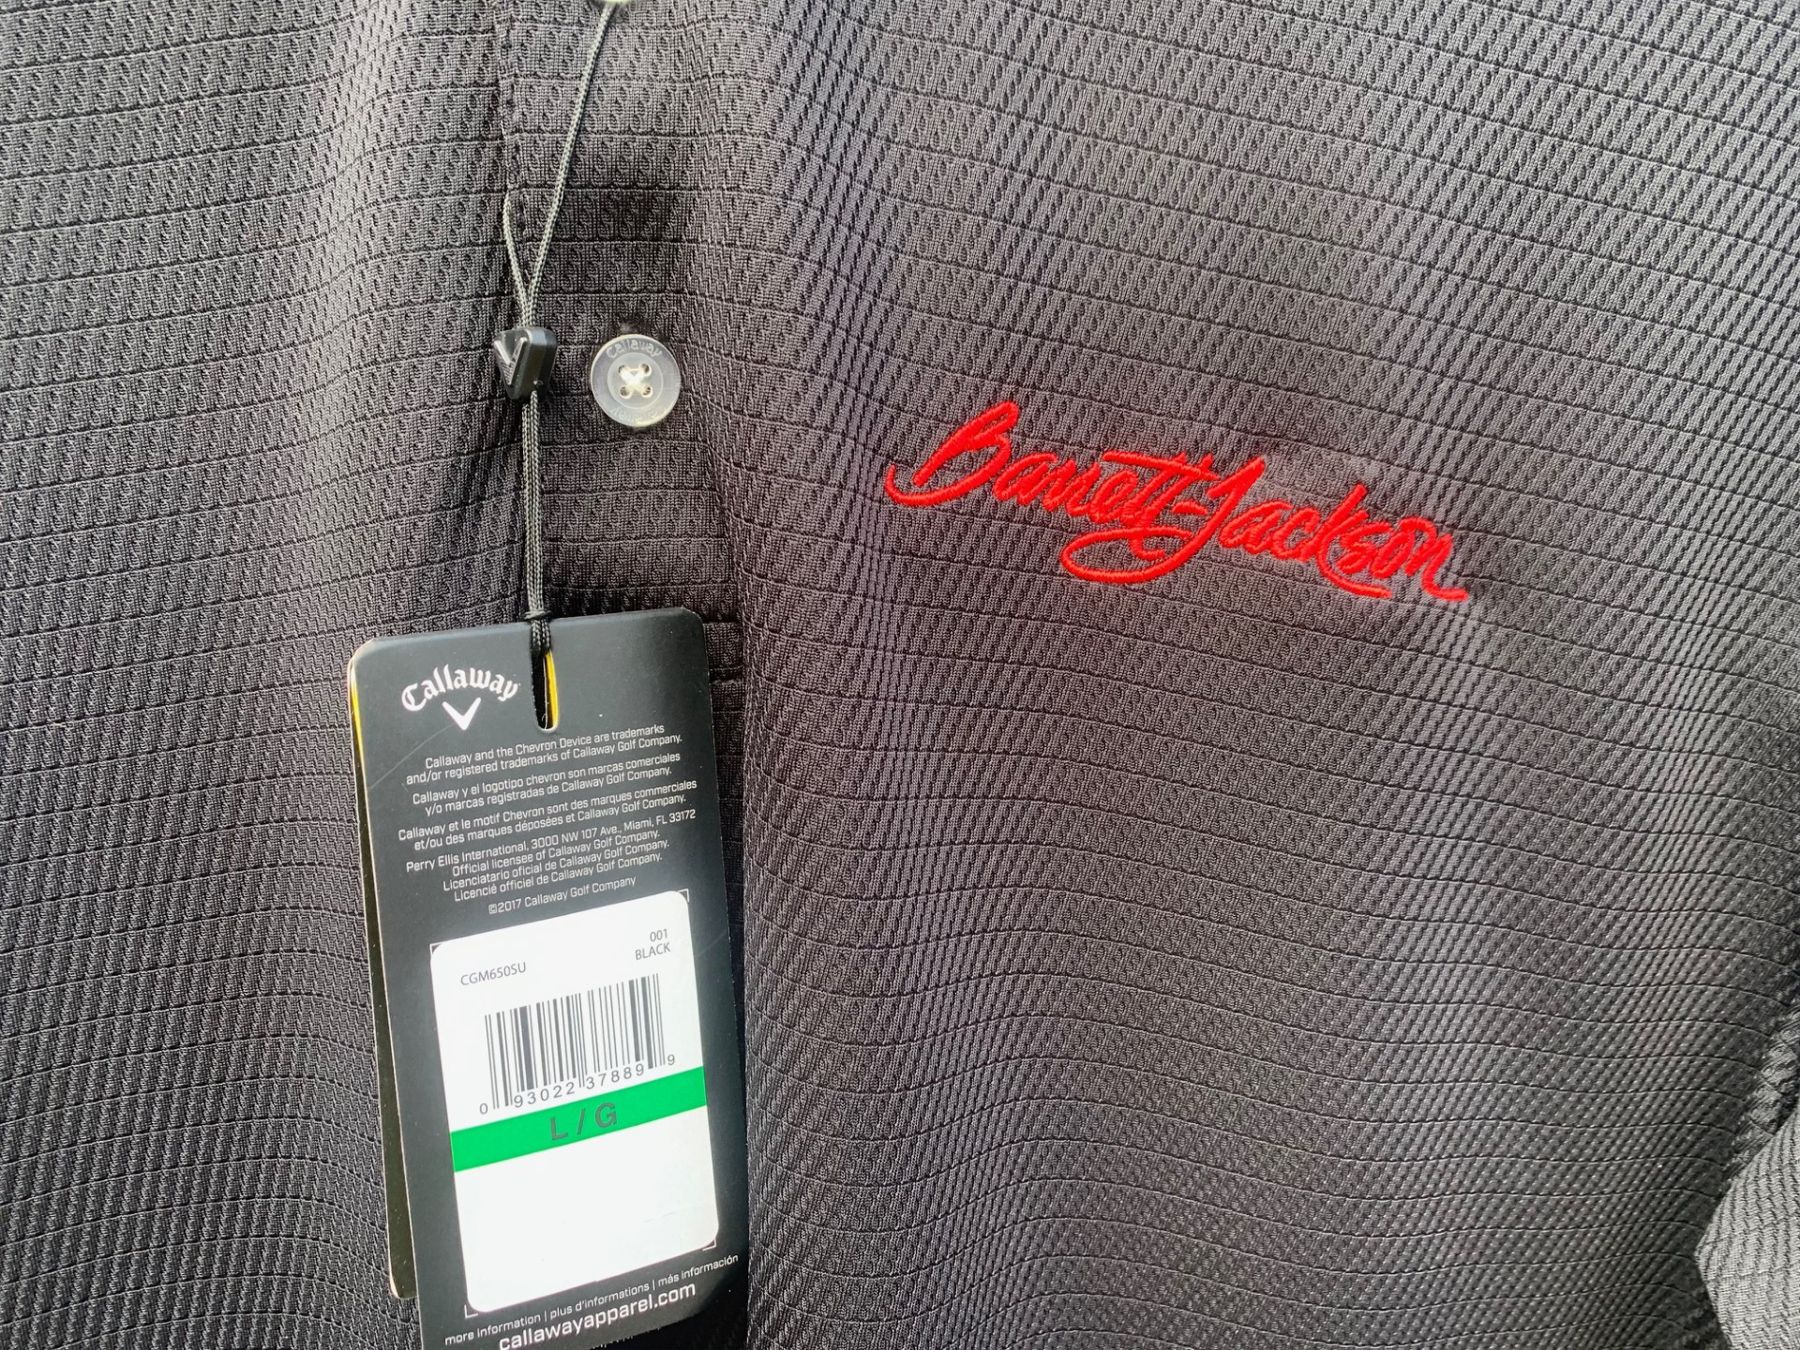 Callaway
Barrett-Jackson
Callaway
Callaway and the Chevron Device are trademarks
and/or registered trademarks of Callaway Golf Company.
Callaway y el logotipo chevron son marcas comerciales
y/o marcas registradas de Callaway Golf Company.
Callaway et le motif Chevron sont des marques commerciales
et/ou des marques déposées et Callaway Golf Company.
Perry Ellis International, 3000 NW 107 Ave., Miami, FL 33172
Official licensee of Callaway Golf Company.
Licenciatario oficial de Callaway Golf Company.
Licencié officiel de Callaway Golf Company.
©2017 Callaway Golf Company
001
CGM650SU BLACK
0 93022 37889 9
L / G
more information | plus d'informations | más información
callawayapparel.com